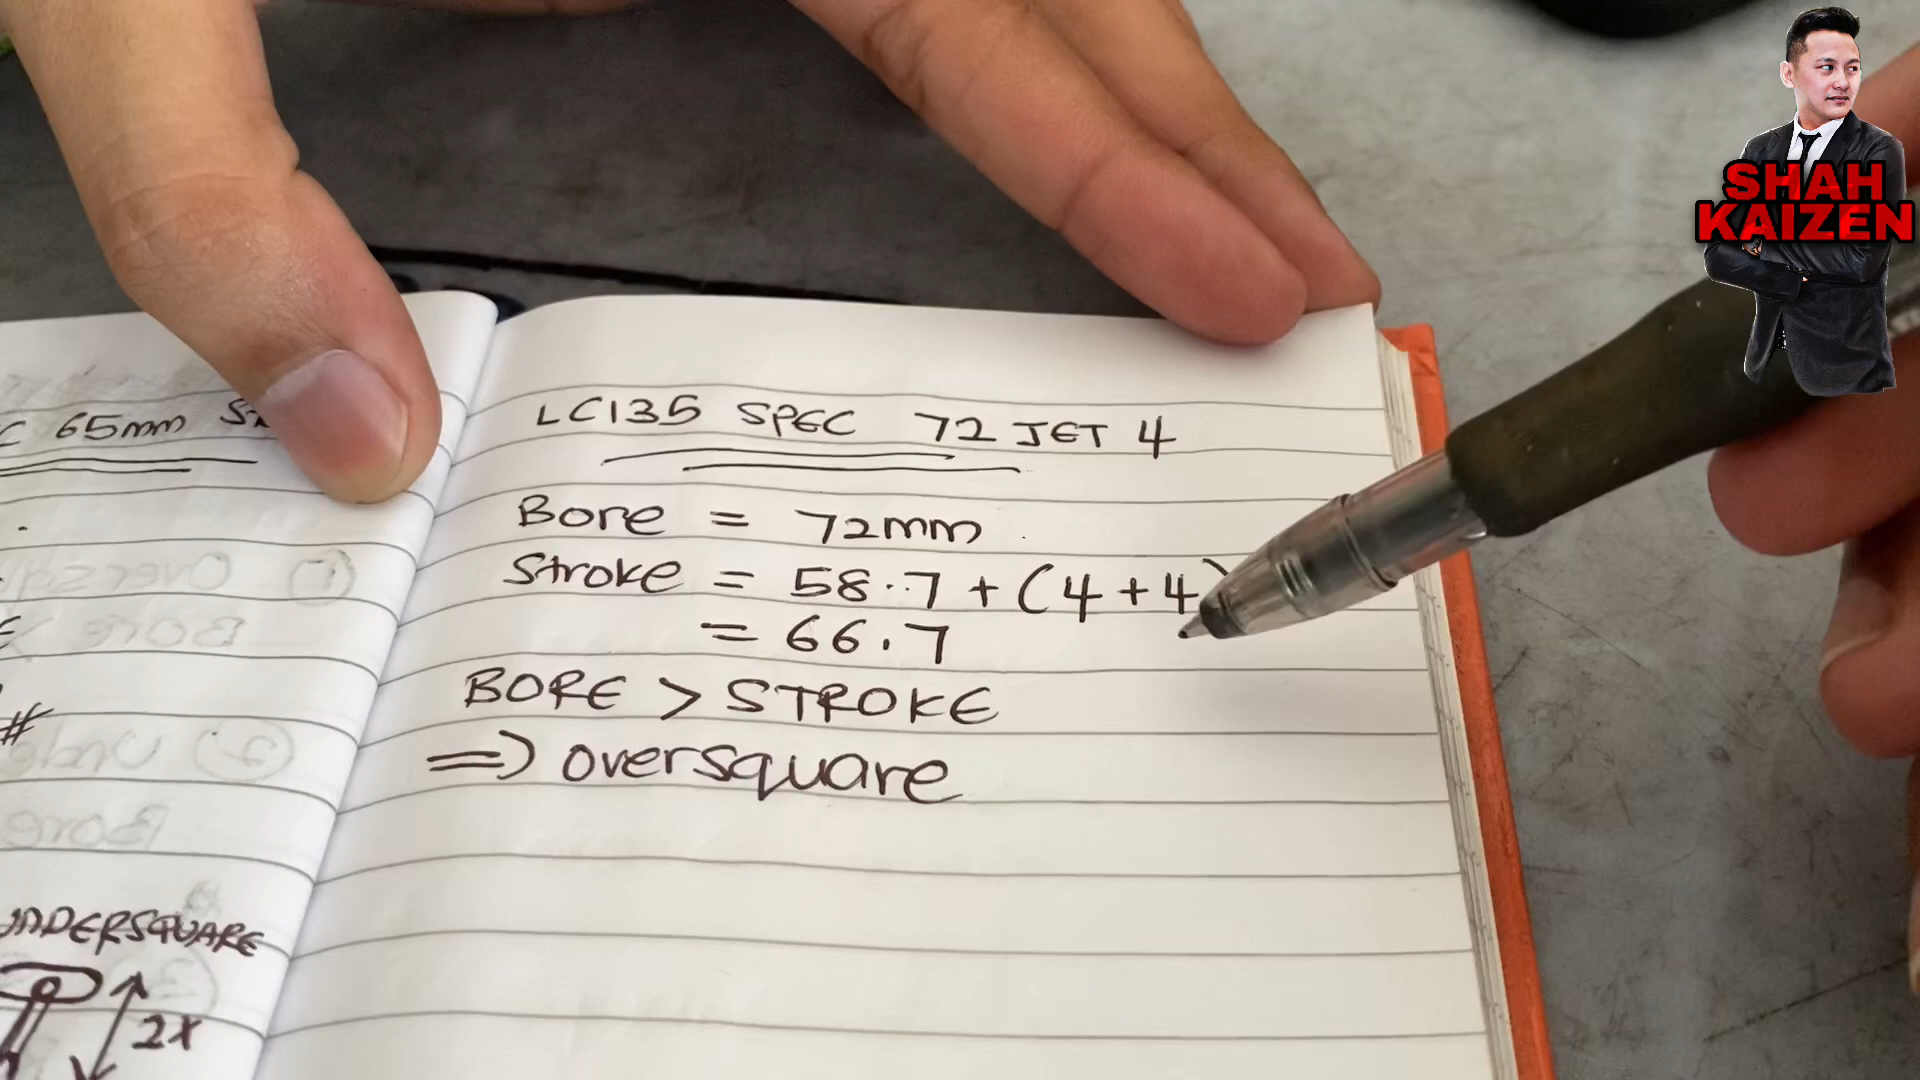 65mm
UNDERSQUARE
2x
LC135 SPEC 72 JET 4
Bore = 72mm
Stroke = 58.7 + (4+4)
= 66.7
BORE > STROKE
=> oversquare
SHAH
KAIZEN